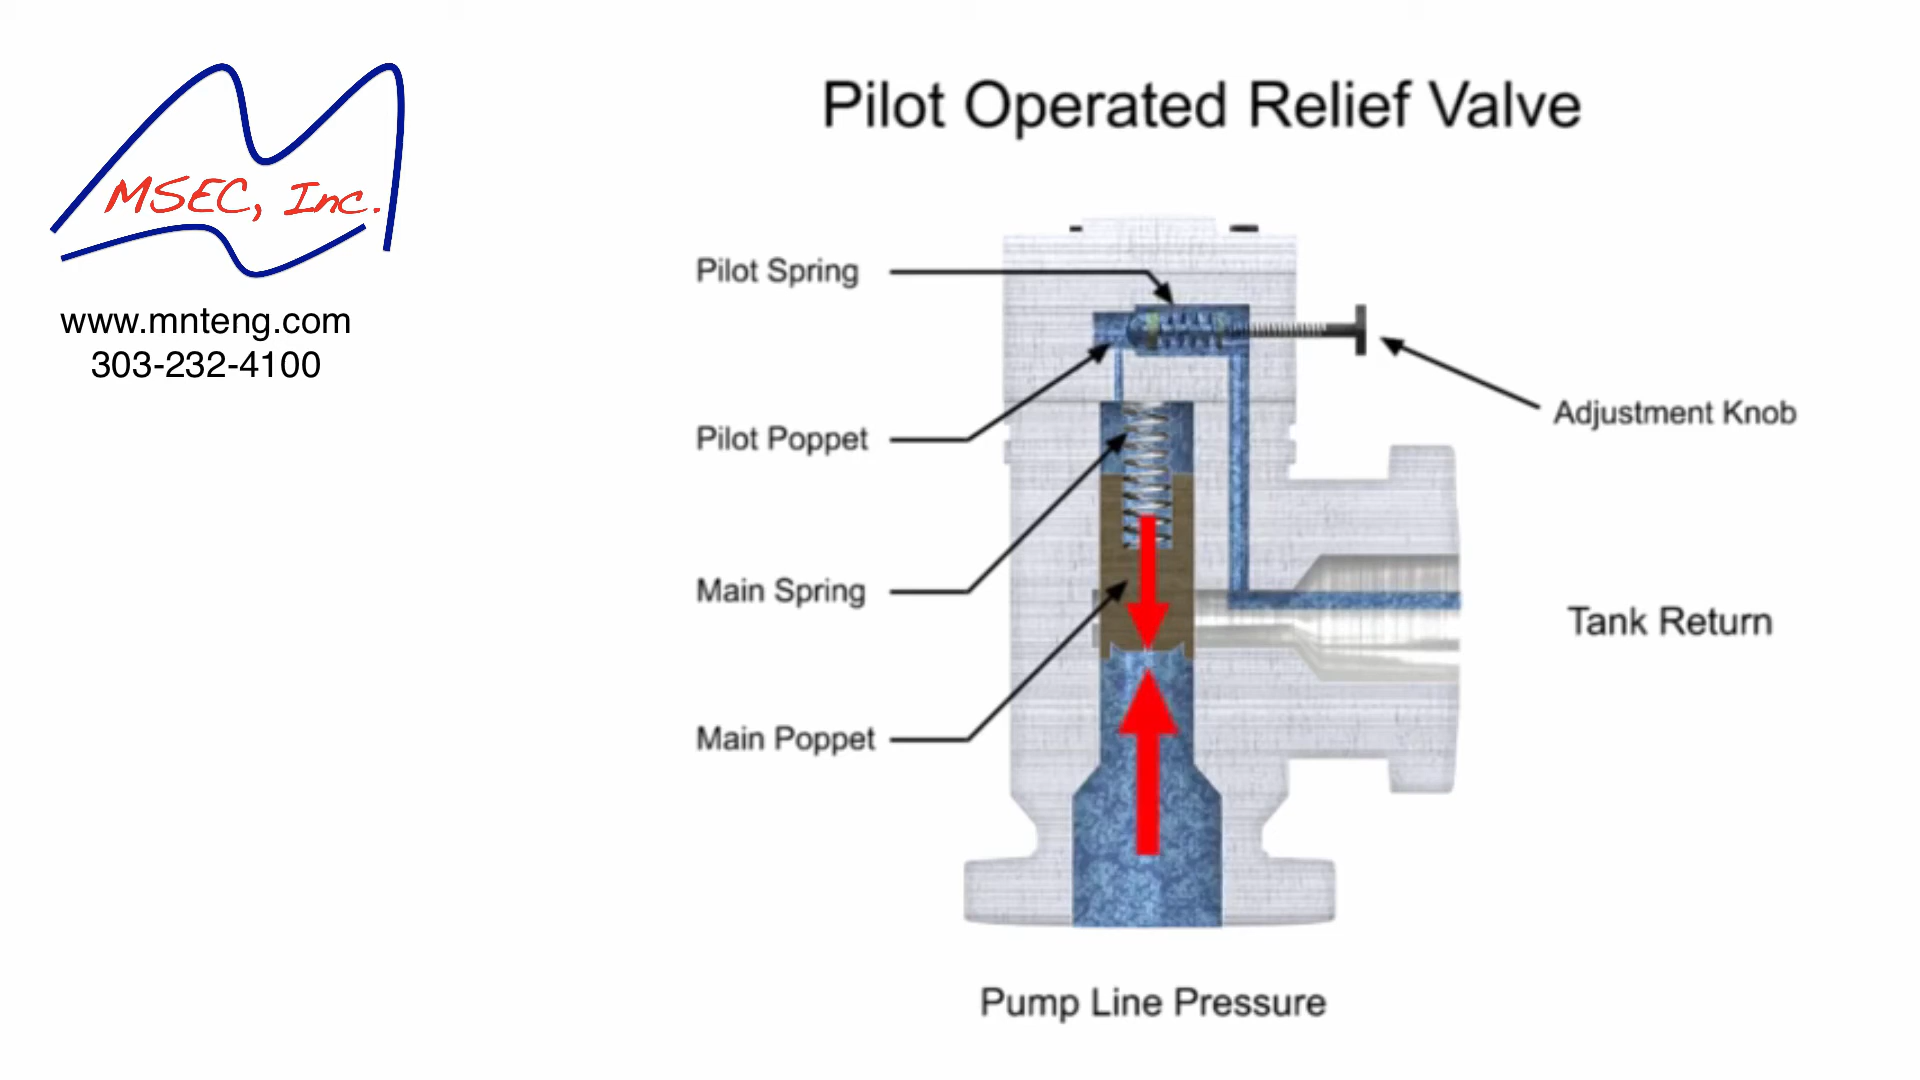 Pilot Operated Relief Valve
MSEC, Inc.
www.mnteng.com
303-232-4100
Pilot Spring
Adjustment Knob
Pilot Poppet
Main Spring
Tank Return
Main Poppet
Pump Line Pressure